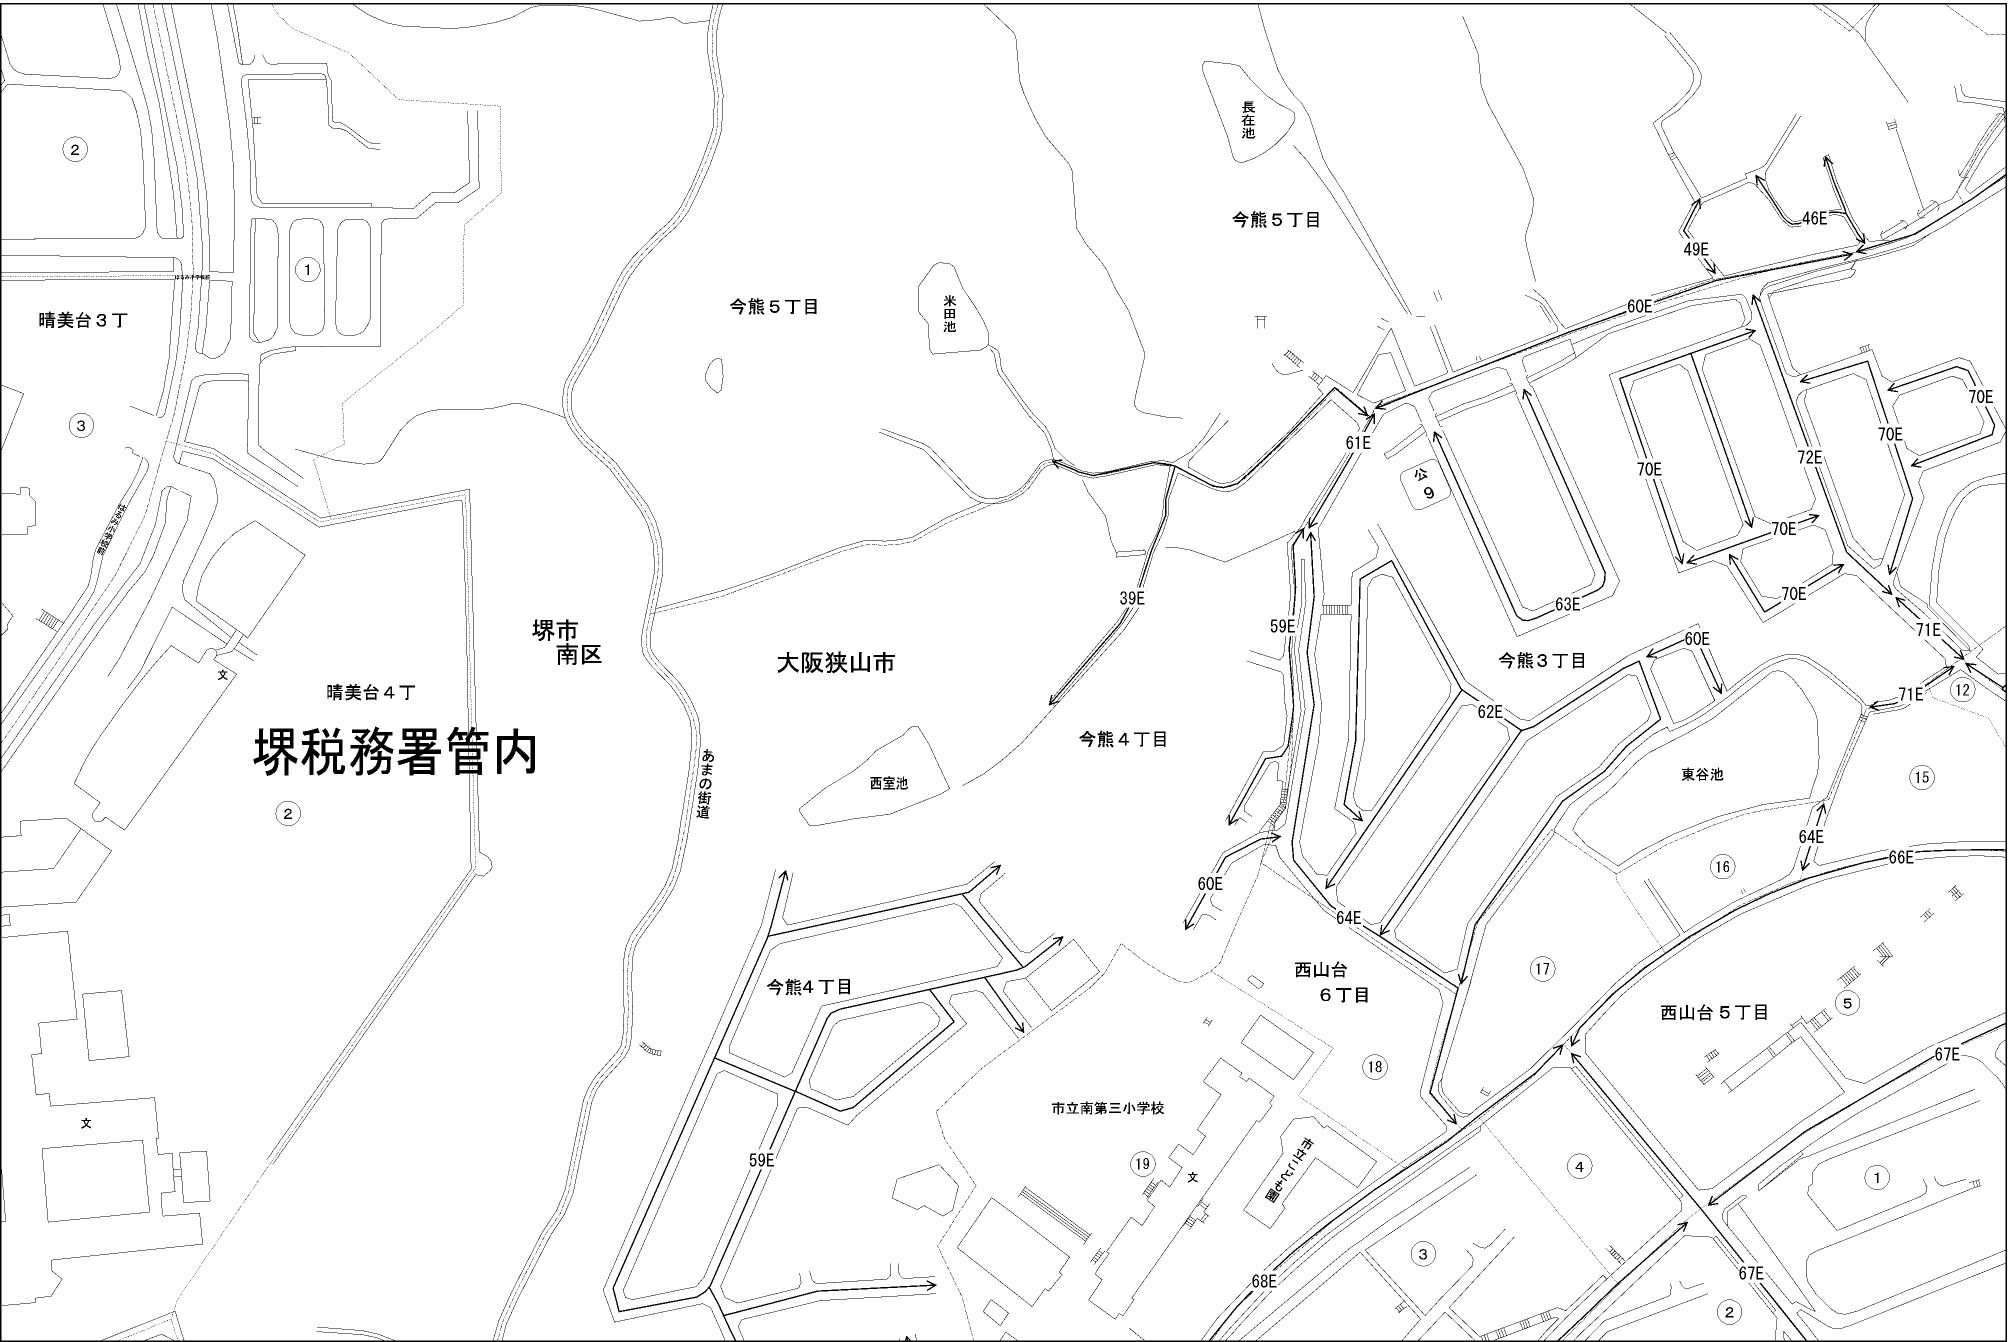 2
長在池
今熊５丁目
46E
49E
1
米田池
今熊５丁目
晴美台３丁
60E
3
61E
公
9
70E
70E
72E
70E
70E
70E
39E
63E
71E
59E
堺市
南区
大阪狭山市
今熊３丁目
60E
文
晴美台４丁
71E
12
62E
堺税務署管内
今熊４丁目
あまの街道
西室池
東谷池
15
2
64E
66E
16
60E
64E
17
西山台
６丁目
今熊４丁目
西山台５丁目
5
67E
18
文
市立南第三小学校
59E
19
文
市立こども園
4
1
3
68E
67E
2